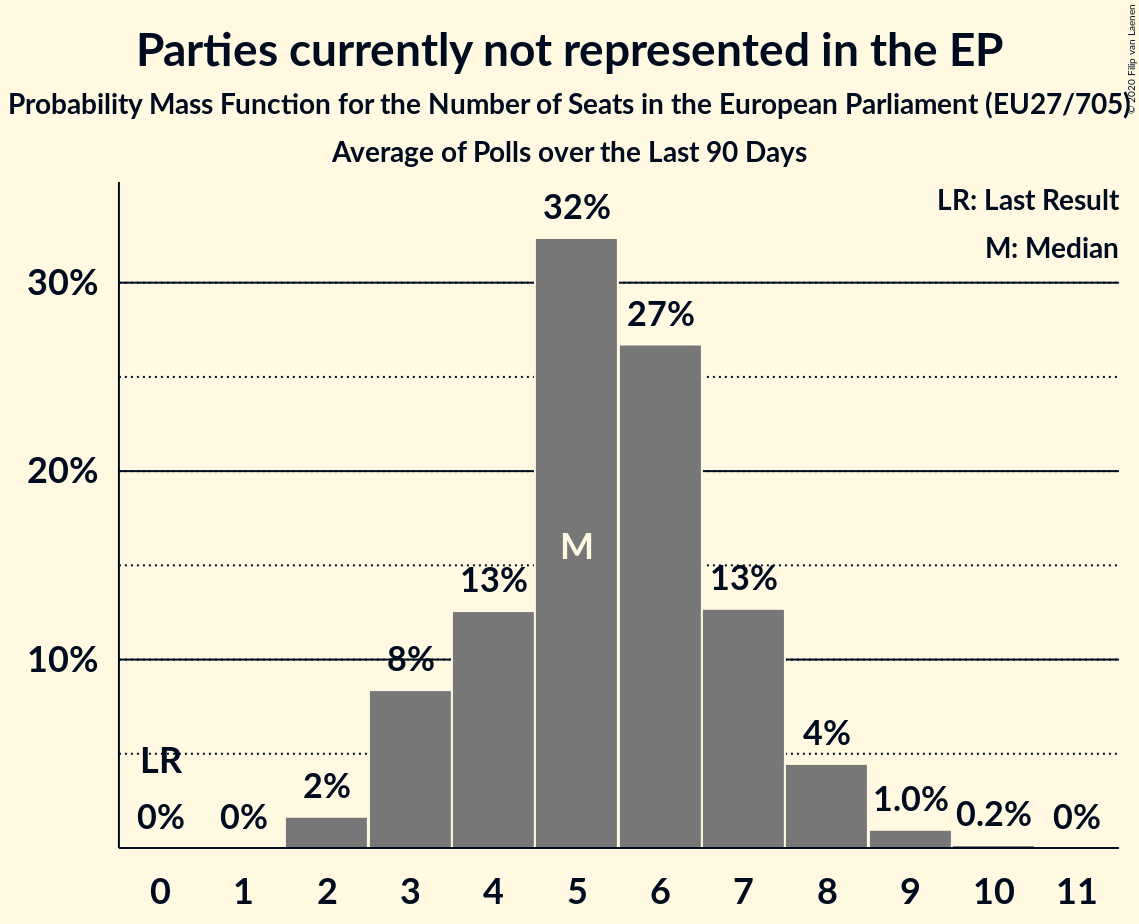 Parties currently not represented in the EP
Probability Mass Function for the Number of Seats in the European Parliament (EU27/705)
Average of Polls over the Last 90 Days
© 2020 Filip van Laenen
LR: Last Result
M: Median
32%
30%
27%
20%
M
13%
13%
10%
8%
LR
4%
2%
0%
0%
1.0%
0.2%
0%
0 1 2 3 4 5 6 7 8 9 10 11